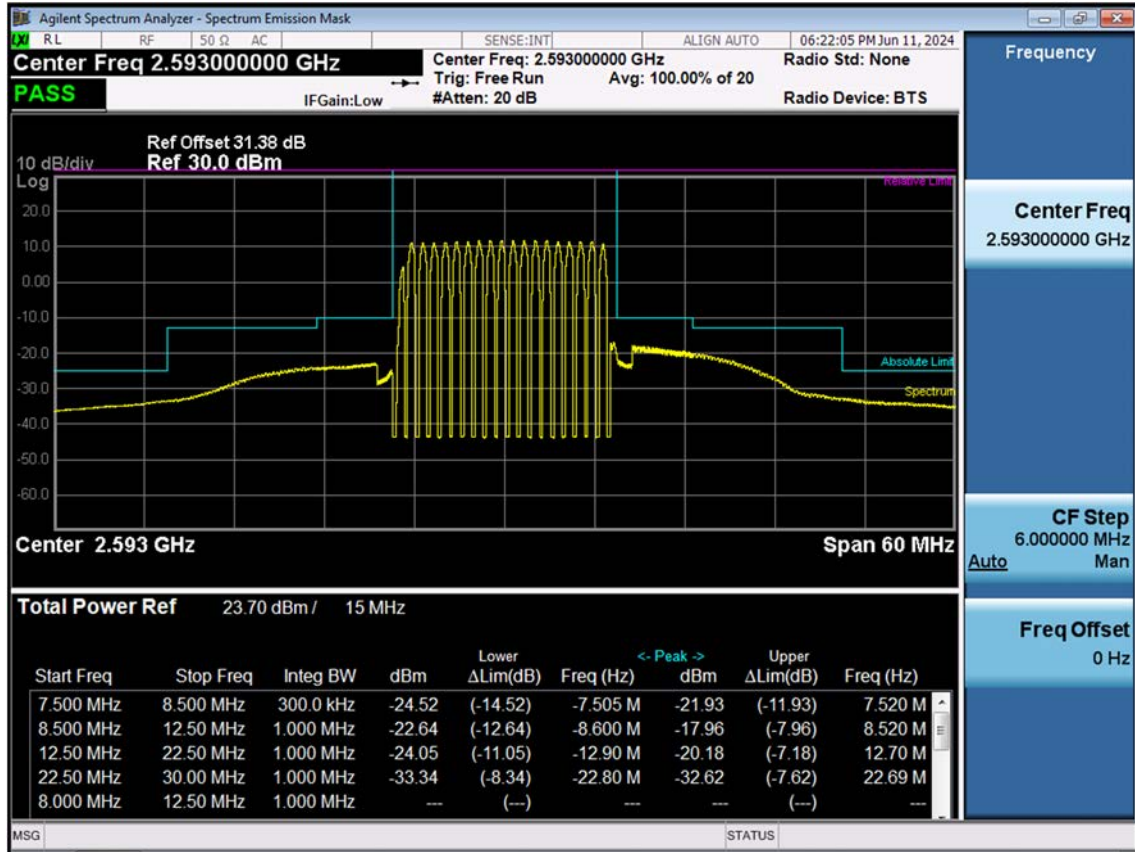 Agilent Spectrum Analyzer - Spectrum Emission Mask
LXI RL RF 50 Ω AC SENSE:INT ALIGN AUTO 06:22:05 PM Jun 11, 2024
Center Freq 2.593000000 GHz
Center Freq: 2.593000000 GHz
Radio Std: None
Trig: Free Run Avg: 100.00% of 20
PASS
IFGain:Low
#Atten: 20 dB
Radio Device: BTS
Ref Offset 31.38 dB
10 dB/div Ref 30.0 dBm
Log
Relative Limit
20.0
10.0
0.00
-10.0
-20.0
Absolute Limit
-30.0
Spectrum
-40.0
-50.0
-60.0
Center 2.593 GHz Span 60 MHz
Total Power Ref 23.70 dBm / 15 MHz
Lower <- Peak -> Upper
Start Freq Stop Freq Integ BW dBm ΔLim(dB) Freq (Hz) dBm ΔLim(dB) Freq (Hz)
7.500 MHz 8.500 MHz 300.0 kHz -24.52 (-14.52) -7.505 M -21.93 (-11.93) 7.520 M
8.500 MHz 12.50 MHz 1.000 MHz -22.64 (-12.64) -8.600 M -17.96 (-7.96) 8.520 M
12.50 MHz 22.50 MHz 1.000 MHz -24.05 (-11.05) -12.90 M -20.18 (-7.18) 12.70 M
22.50 MHz 30.00 MHz 1.000 MHz -33.34 (-8.34) -22.80 M -32.62 (-7.62) 22.69 M
8.000 MHz 12.50 MHz 1.000 MHz --- (---) --- --- (---) ---
MSG STATUS
Frequency
Center Freq
2.593000000 GHz
CF Step
6.000000 MHz
Auto Man
Freq Offset
0 Hz